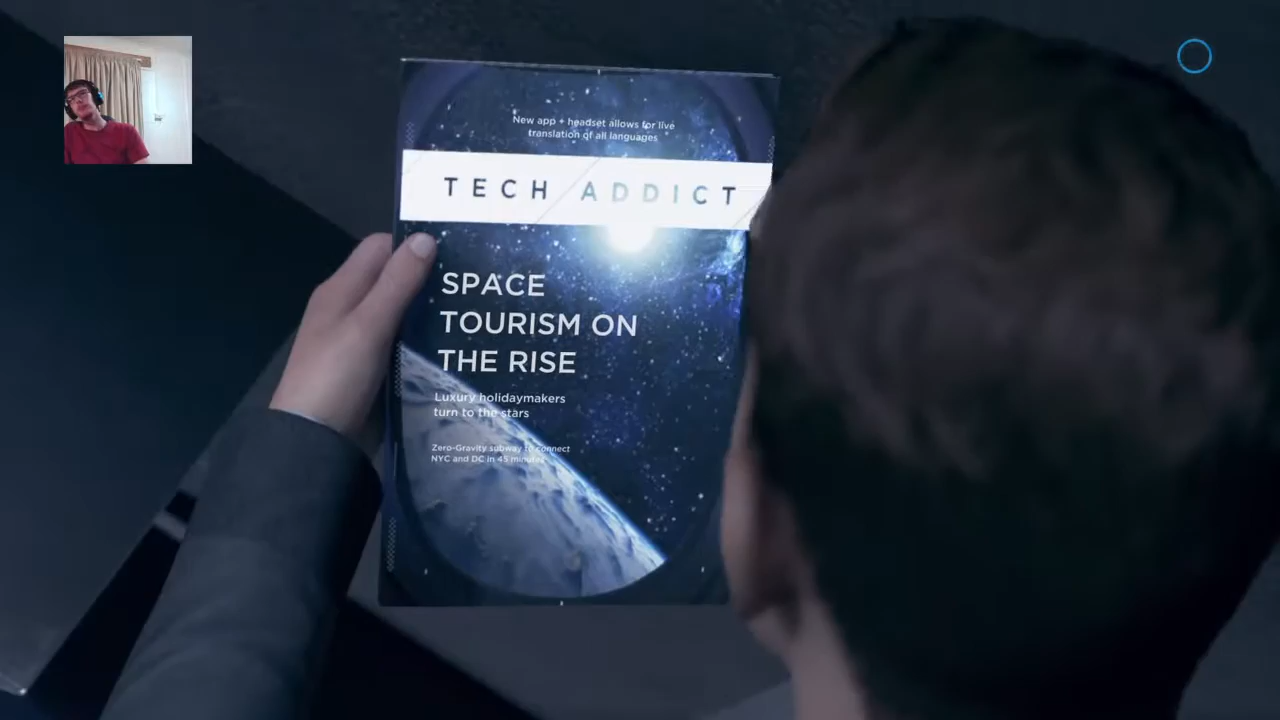 New app + headset allows for live
translation of all languages
TECH ADDICT
SPACE
TOURISM ON
THE RISE
Luxury holidaymakers
turn to the stars
Zero-Gravity subway to connect
NYC and DC in 45 minutes